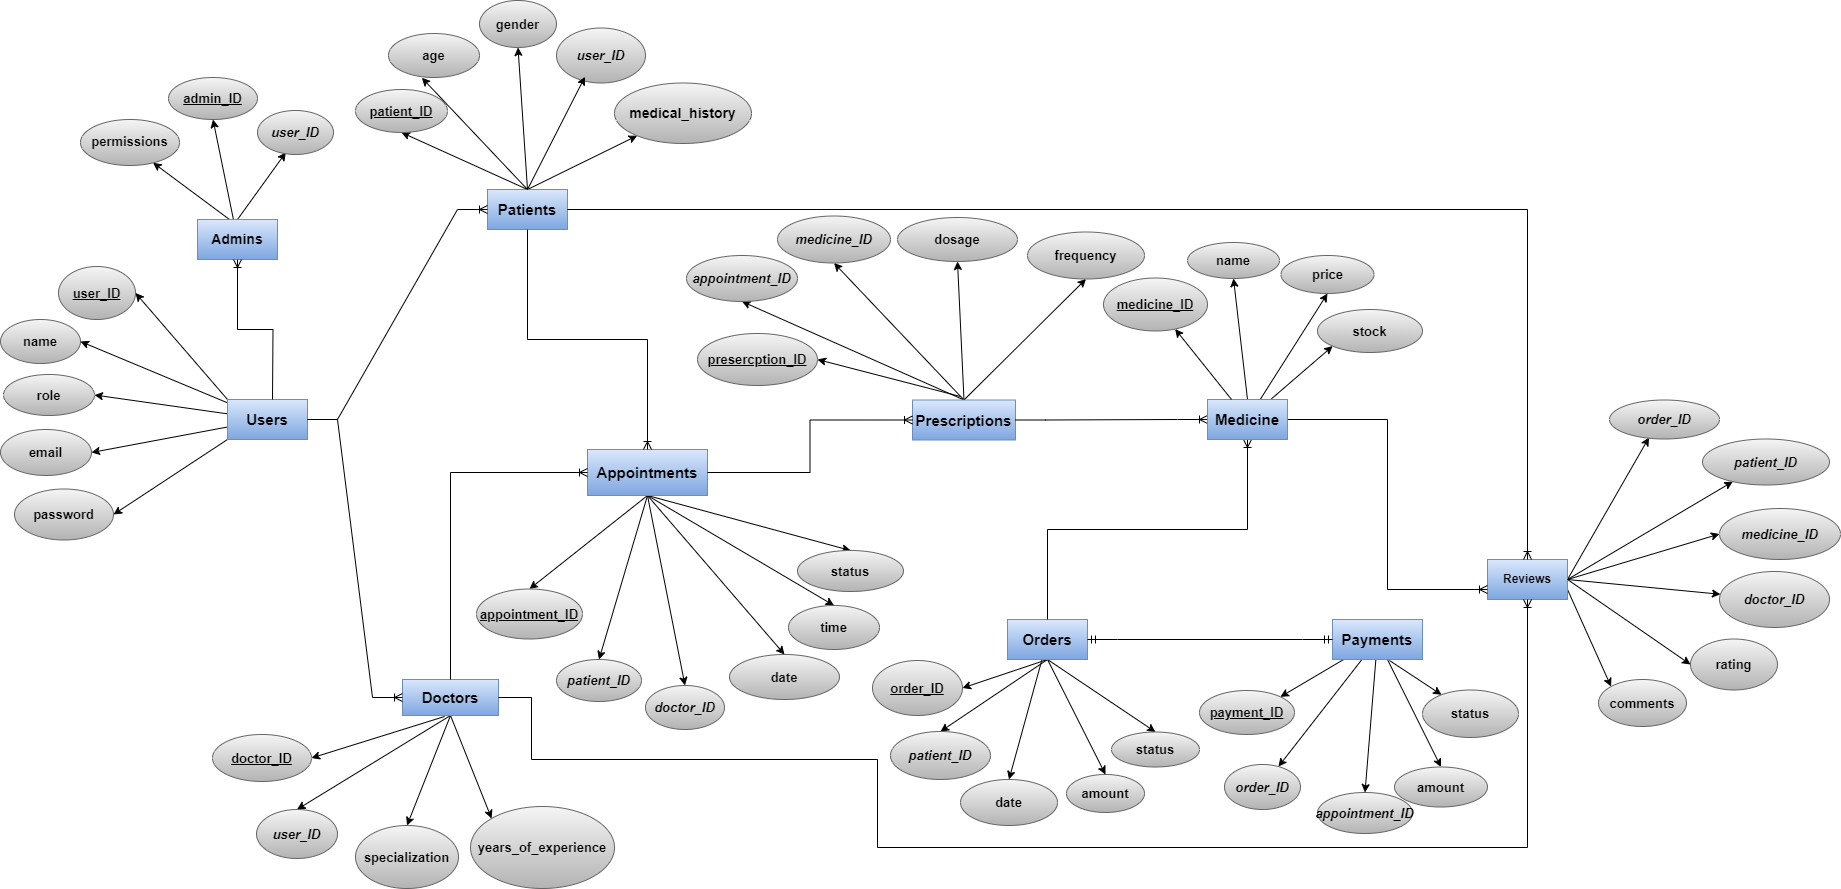 gender
age
user_ID
patient_ID
medical_history
admin_ID
user_ID
permissions
Patients
Admins
medicine_ID
dosage
frequency
appointment_ID
name
price
medicine_ID
stock
presercption_ID
user_ID
name
role
email
password
Users
Prescriptions
Medicine
Appointments
order_ID
patient_ID
medicine_ID
doctor_ID
rating
comments
Reviews
status
time
date
appointment_ID
patient_ID
doctor_ID
Orders
Payments
order_ID
patient_ID
date
amount
status
payment_ID
order_ID
appointment_ID
amount
status
Doctors
doctor_ID
user_ID
specialization
years_of_experience